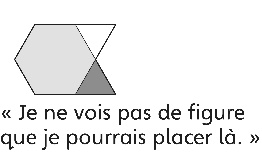 « Je ne vois pas de figure
que je pourrais placer là. »